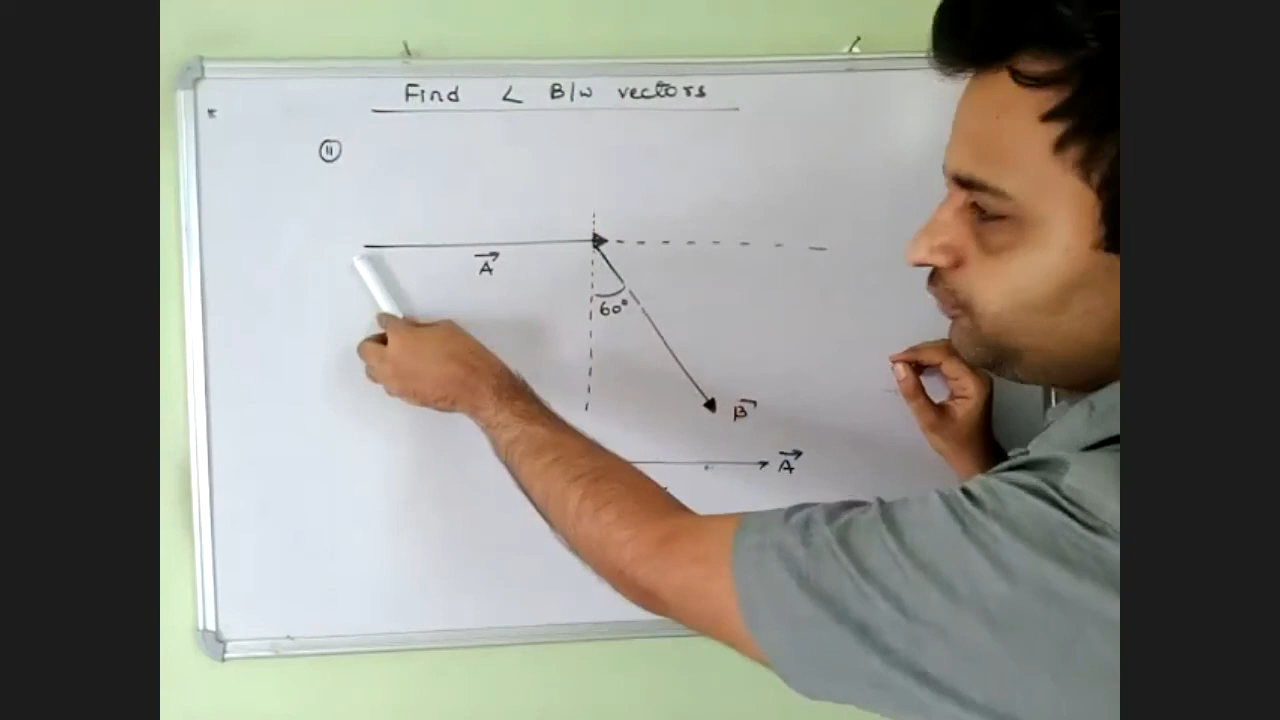 Find ∠ B/w vectors
(11)
A
60°
B
A